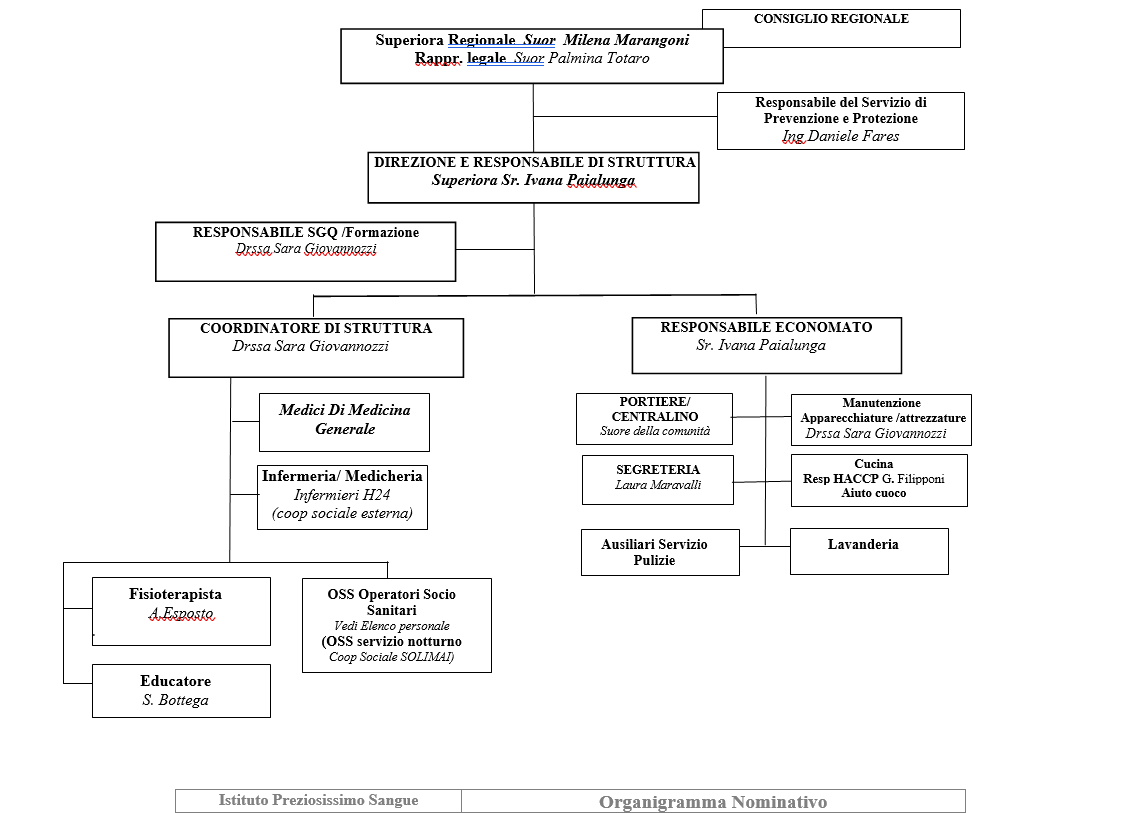 CONSIGLIO REGIONALE
Superiora Regionale Suor Milena Marangoni
Rappr. legale Suor Palmina Totaro
Responsabile del Servizio di
Prevenzione e Protezione
Ing.Daniele Fares
DIREZIONE E RESPONSABILE DI STRUTTURA
Superiora Sr. Ivana Paialunga
RESPONSABILE SGQ /Formazione
Drssa Sara Giovannozzi
COORDINATORE DI STRUTTURA
Drssa Sara Giovannozzi
RESPONSABILE ECONOMATO
Sr. Ivana Paialunga
Medici Di Medicina
Generale
Infermeria/ Medicheria
Infermieri H24
(coop sociale esterna)
PORTIERE/
CENTRALINO
Suore della comunità
Manutenzione
Apparecchiature /attrezzature
Drssa Sara Giovannozzi
SEGRETERIA
Laura Maravalli
Cucina
Resp HACCP G. Filipponi
Aiuto cuoco
Ausiliari Servizio
Pulizie
Lavanderia
Fisioterapista
A.Esposto
.
OSS Operatori Socio
Sanitari
Vedi Elenco personale
(OSS servizio notturno
Coop Sociale SOLIMAI)
Educatore
S. Bottega
Istituto Preziosissimo Sangue
Organigramma Nominativo